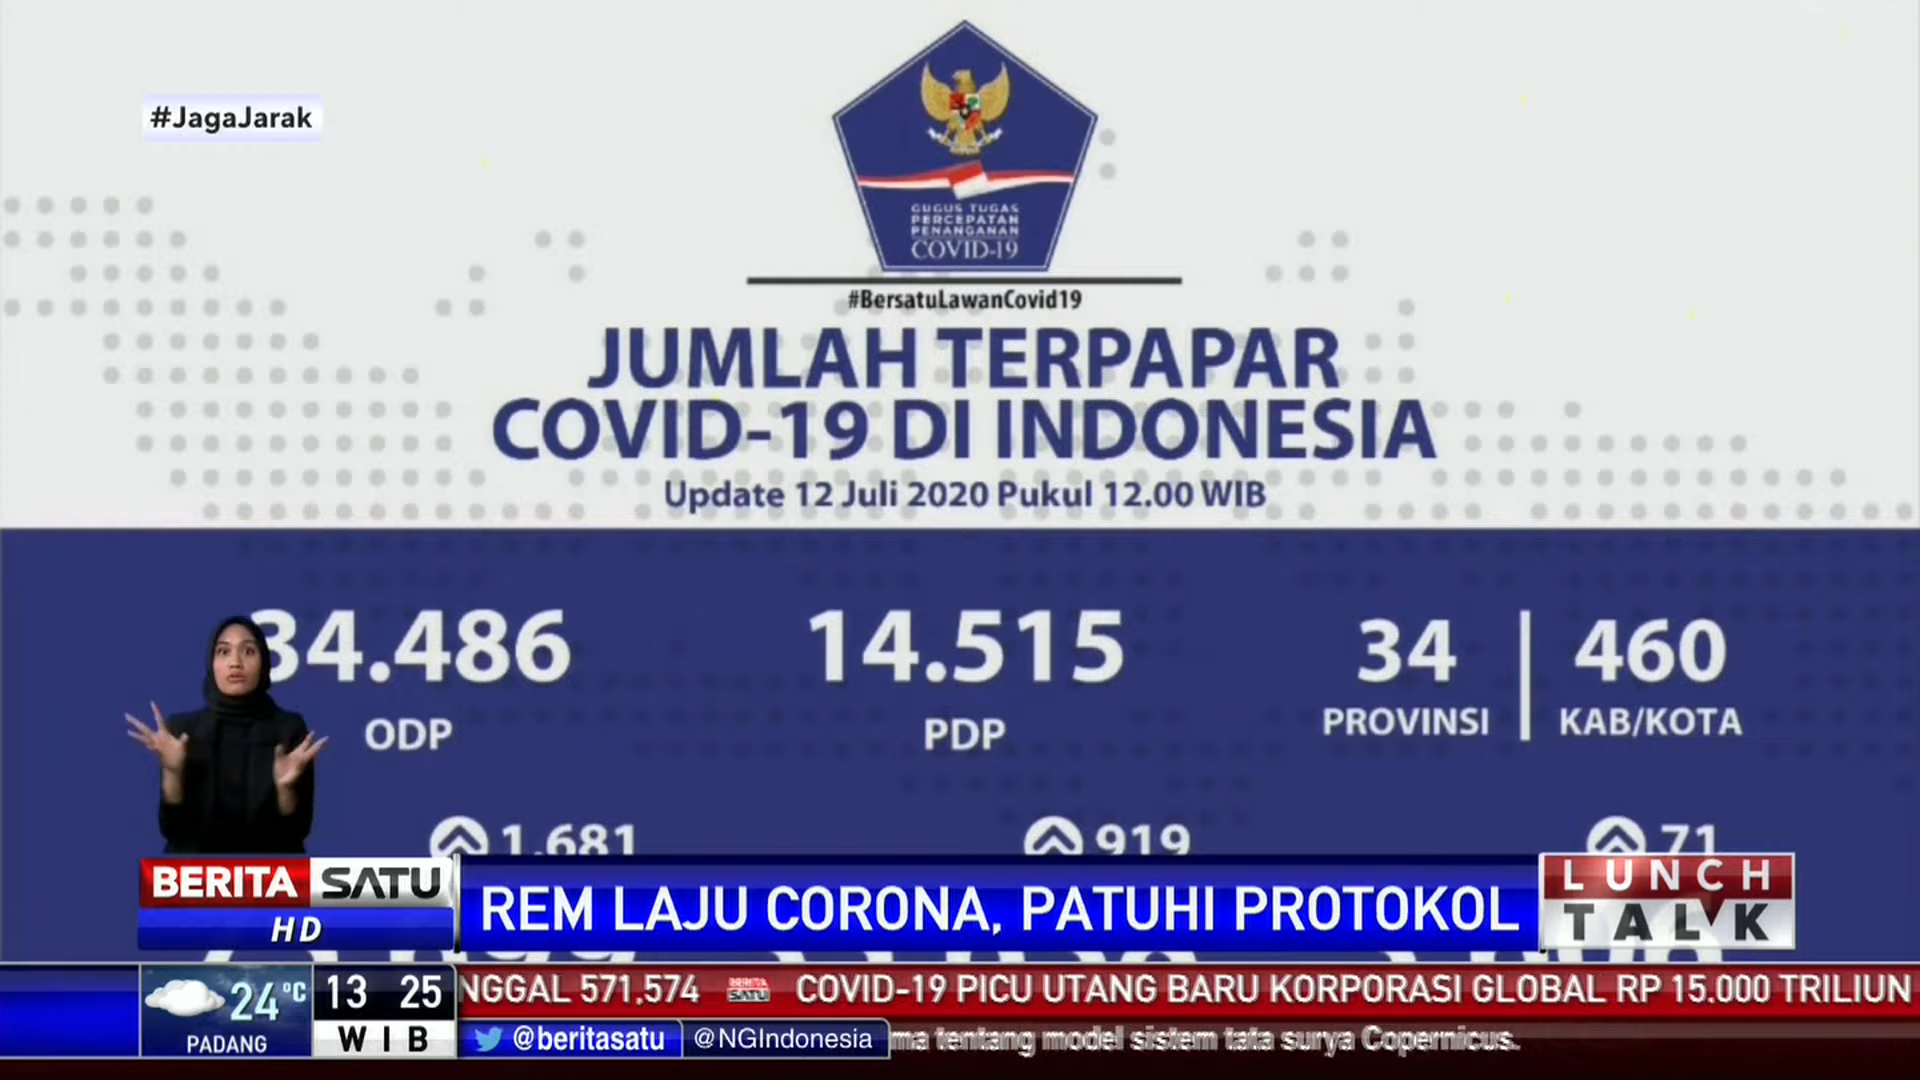 #JagaJarak
GUGUS TUGAS
PERCEPATAN
PENANGANAN
COVID-19
#BersatuLawanCovid19
JUMLAH TERPAPAR
COVID-19 DI INDONESIA
Update 12 Juli 2020 Pukul 12.00 WIB
34.486
ODP
14.515
PDP
34
PROVINSI
460
KAB/KOTA
1.681
919
71
BERITA SATU
HD
REM LAJU CORONA, PATUHI PROTOKOL
LUNCH
TALK
24°C
PADANG
13 25
WIB
NGGAL 571,574 BERITA SATU COVID-19 PICU UTANG BARU KORPORASI GLOBAL RP 15.000 TRILIUN
@beritasatu @NGIndonesia ma tentang model sistem tata surya Copernicus.